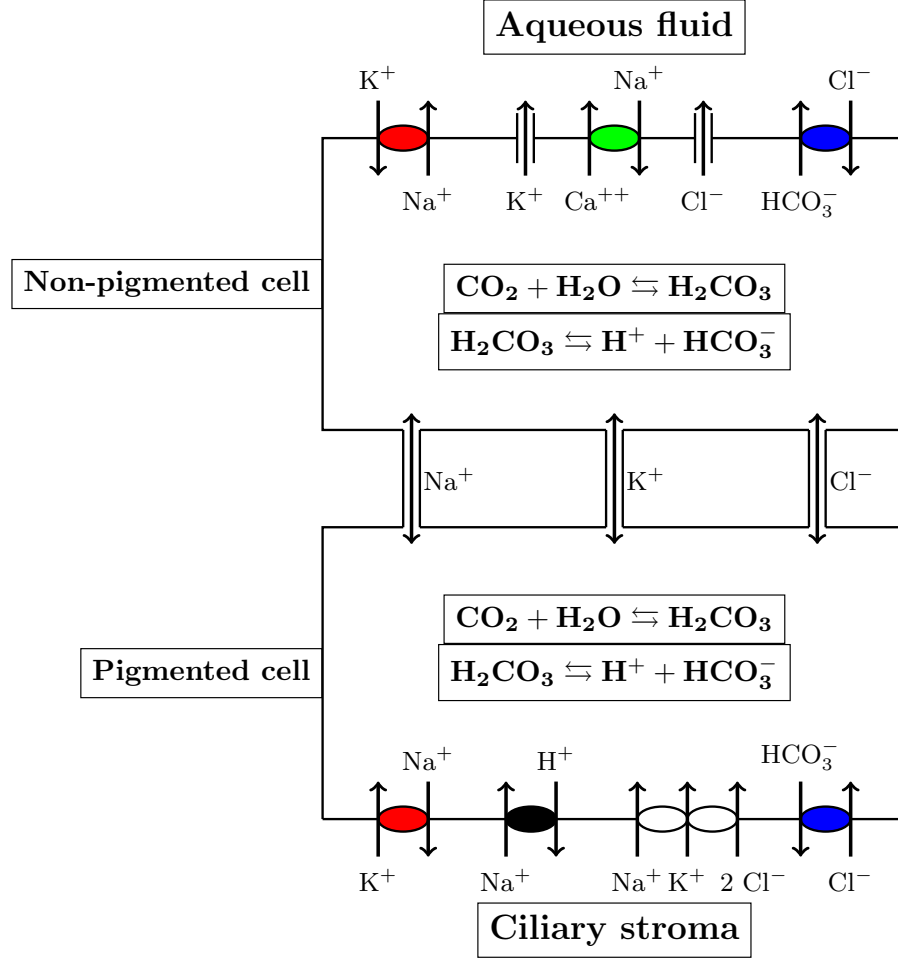 Aqueous fluid
K⁺ Na⁺ Cl⁻
Na⁺ K⁺ Ca⁺⁺ Cl⁻ HCO₃⁻
Non-pigmented cell
CO₂ + H₂O ⇆ H₂CO₃
H₂CO₃ ⇆ H⁺ + HCO₃⁻
Na⁺ K⁺ Cl⁻
CO₂ + H₂O ⇆ H₂CO₃
Pigmented cell
H₂CO₃ ⇆ H⁺ + HCO₃⁻
Na⁺ H⁺ HCO₃⁻
K⁺ Na⁺ Na⁺ K⁺ 2 Cl⁻ Cl⁻
Ciliary stroma